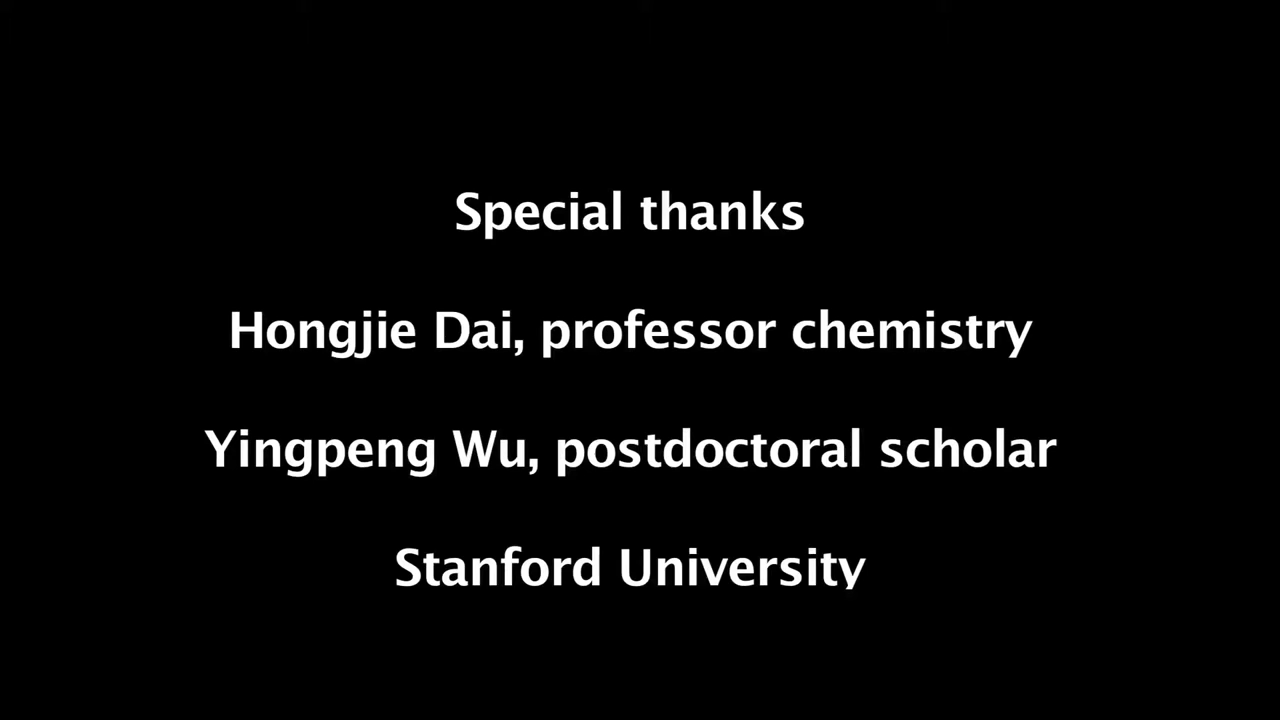 Special thanks
Hongjie Dai, professor chemistry
Yingpeng Wu, postdoctoral scholar
Stanford University